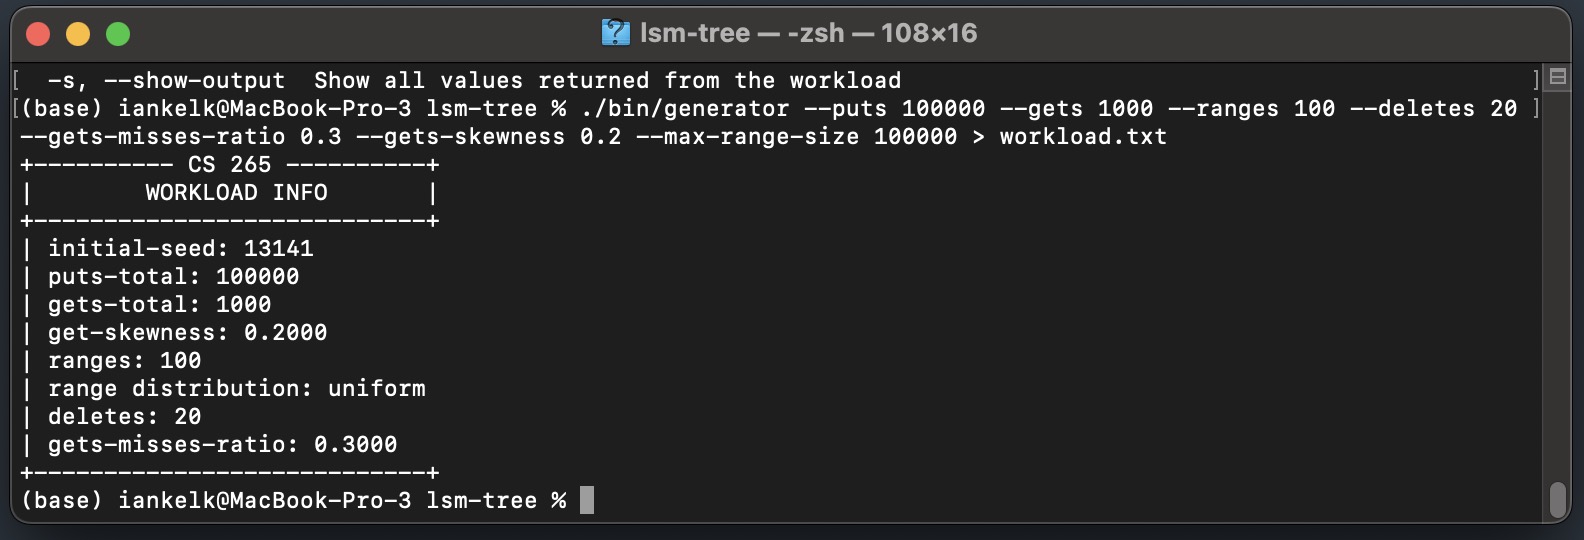 lsm-tree — -zsh — 108×16
[  -s, --show-output  Show all values returned from the workload ]
[(base) iankelk@MacBook-Pro-3 lsm-tree % ./bin/generator --puts 100000 --gets 1000 --ranges 100 --deletes 20 ]
--gets-misses-ratio 0.3 --gets-skewness 0.2 --max-range-size 100000 > workload.txt
+---------- CS 265 ----------+
|        WORKLOAD INFO       |
+----------------------------+
| initial-seed: 13141
| puts-total: 100000
| gets-total: 1000
| get-skewness: 0.2000
| ranges: 100
| range distribution: uniform
| deletes: 20
| gets-misses-ratio: 0.3000
+----------------------------+
(base) iankelk@MacBook-Pro-3 lsm-tree %